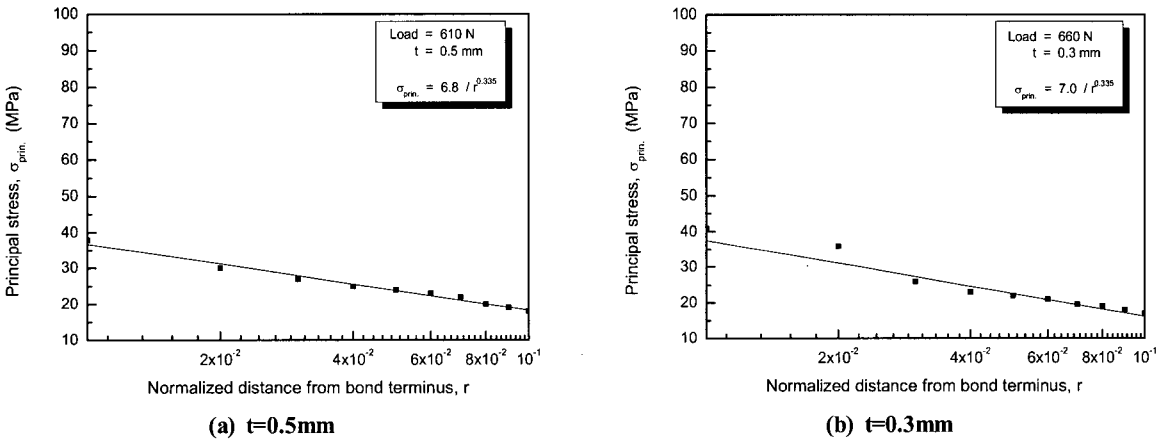 100
90
80
70
60
50
40
30
20
10
Principal stress, σprin. (MPa)
Load = 610 N
t = 0.5 mm
σprin. = 6.8 / r^0.335
2x10^-2
4x10^-2
6x10^-2
8x10^-2
10^-1
Normalized distance from bond terminus, r
(a) t=0.5mm
100
90
80
70
60
50
40
30
20
10
Principal stress, σprin. (MPa)
Load = 660 N
t = 0.3 mm
σprin. = 7.0 / r^0.335
2x10^-2
4x10^-2
6x10^-2
8x10^-2
10^-1
Normalized distance from bond terminus, r
(b) t=0.3mm